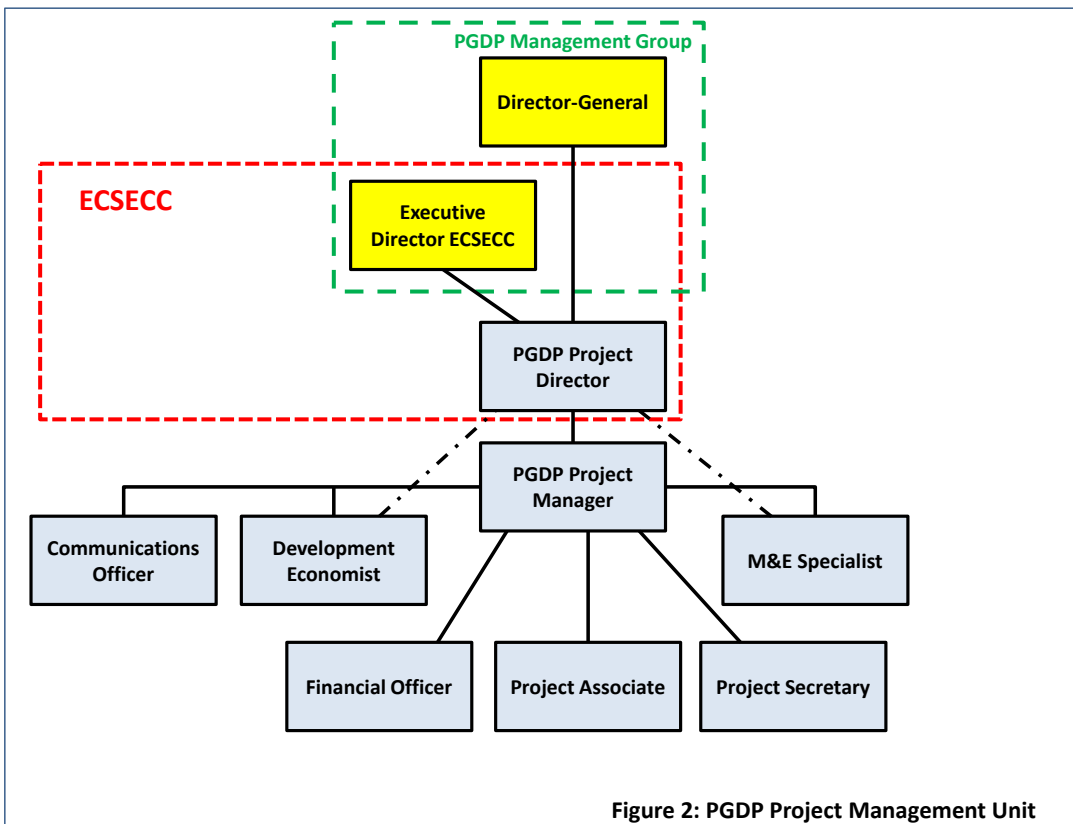 PGDP Management Group
Director-General
ECSECC
Executive
Director ECSECC
PGDP Project
Director
PGDP Project
Manager
Communications
Officer
Development
Economist
M&E Specialist
Financial Officer
Project Associate
Project Secretary
Figure 2: PGDP Project Management Unit